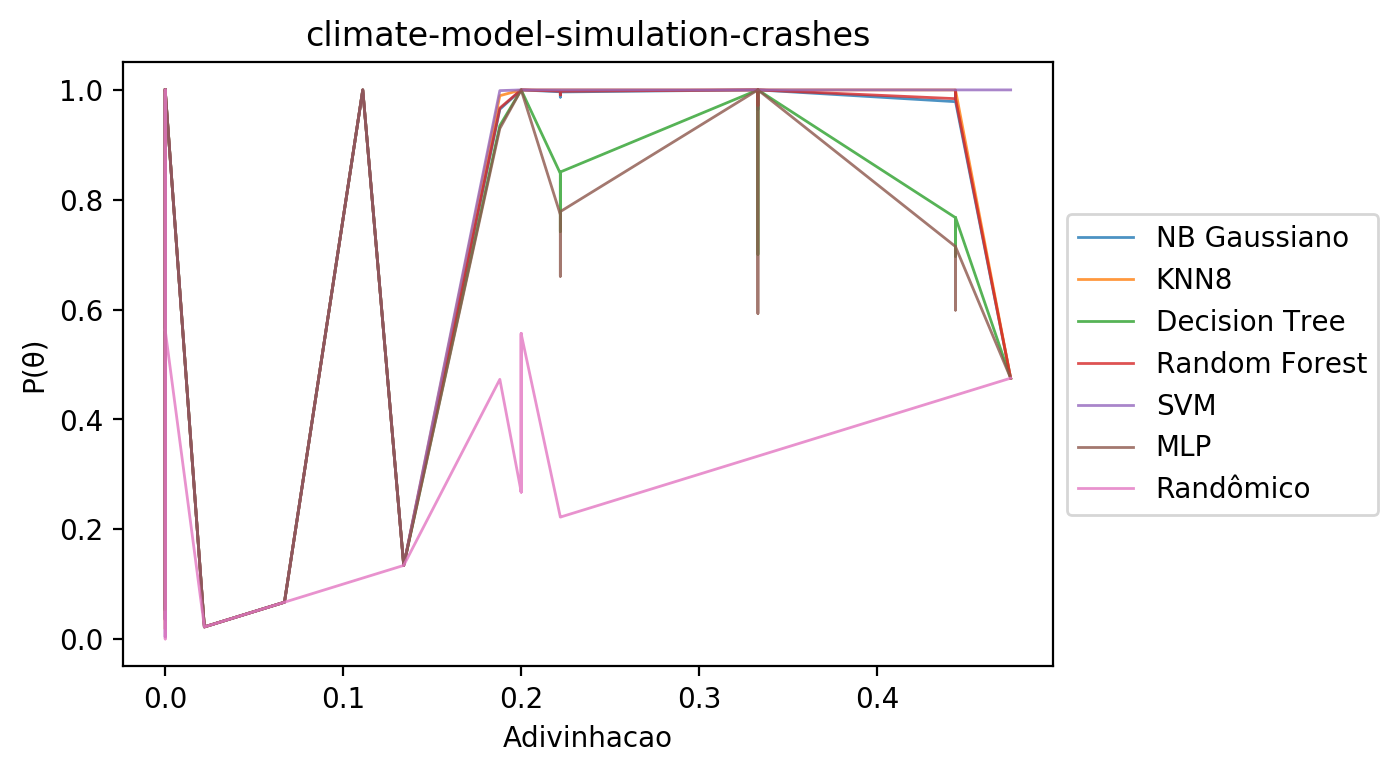 climate-model-simulation-crashes
P(θ)
1.0
0.8
0.6
0.4
0.2
0.0
0.0 0.1 0.2 0.3 0.4
Adivinhacao
NB Gaussiano
KNN8
Decision Tree
Random Forest
SVM
MLP
Randômico